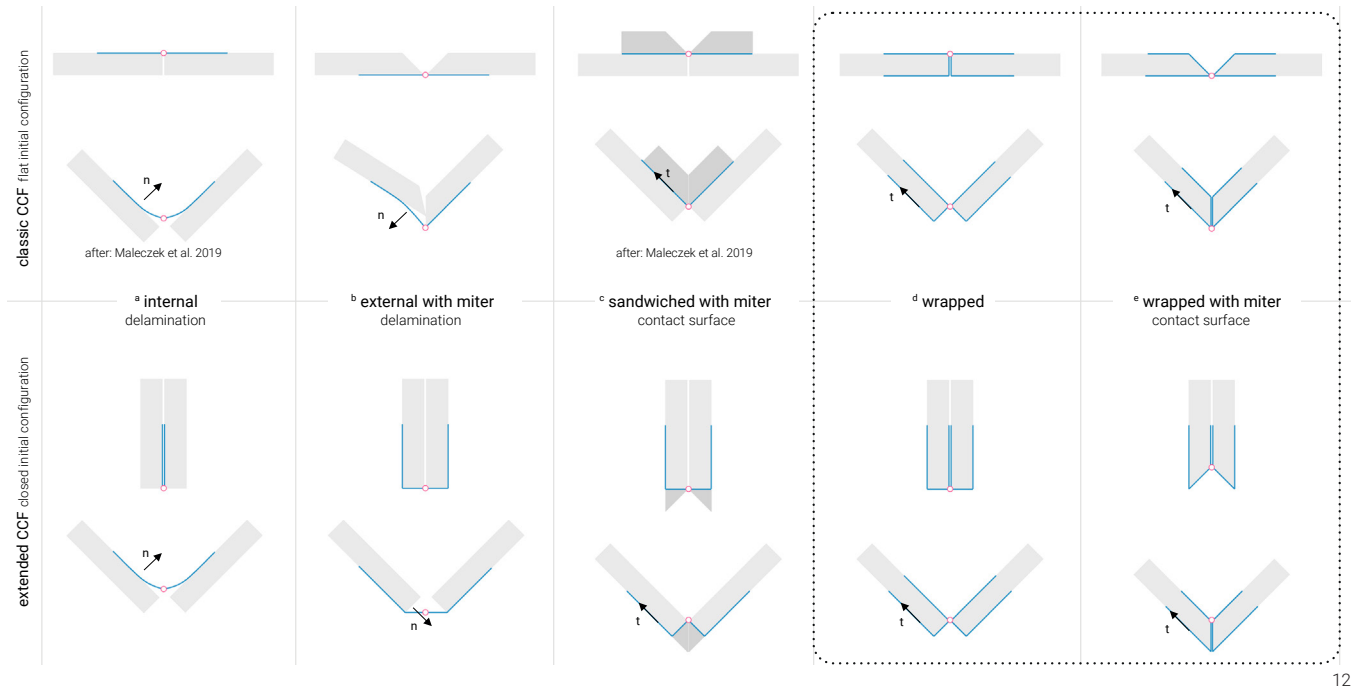 classic CCF flat initial configuration
n
n
t
t
t
after: Maleczek et al. 2019
after: Maleczek et al. 2019
a internal
delamination
b external with miter
delamination
c sandwiched with miter
contact surface
d wrapped
e wrapped with miter
contact surface
extended CCF closed initial configuration
n
n
t
t
t
12